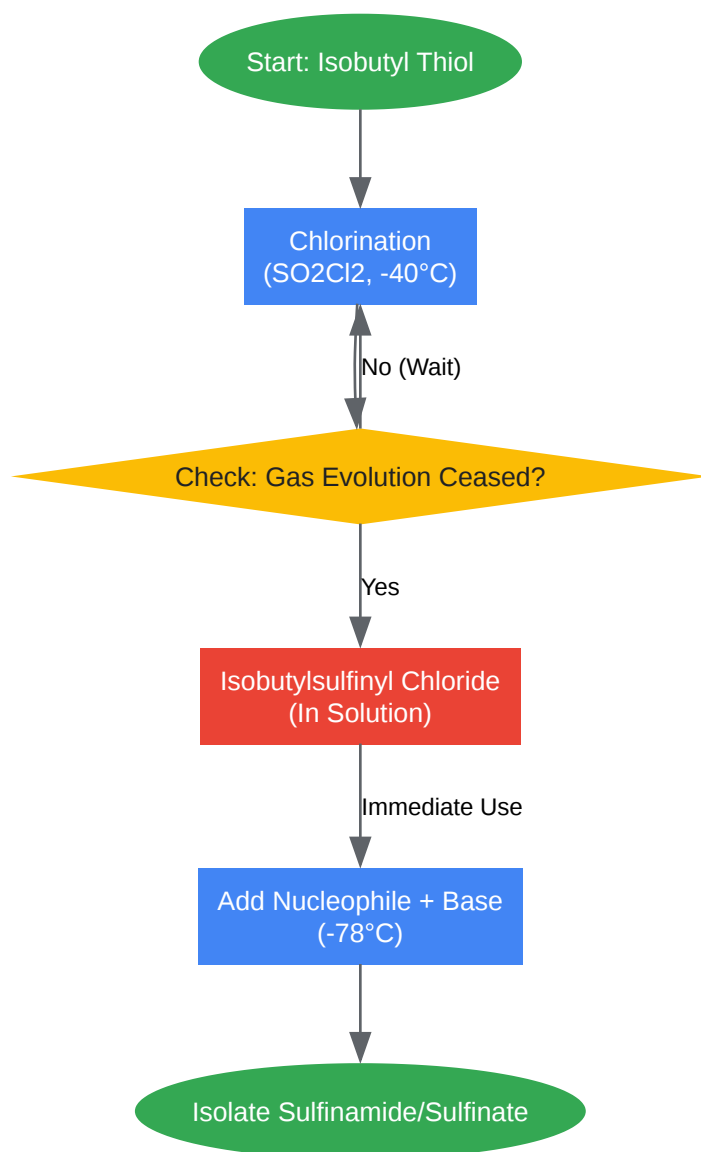 Start: Isobutyl Thiol
Chlorination
(SO2Cl2, -40°C)
No (Wait)
Check: Gas Evolution Ceased?
Yes
Isobutylsulfinyl Chloride
(In Solution)
Immediate Use
Add Nucleophile + Base
(-78°C)
Isolate Sulfinamide/Sulfinate